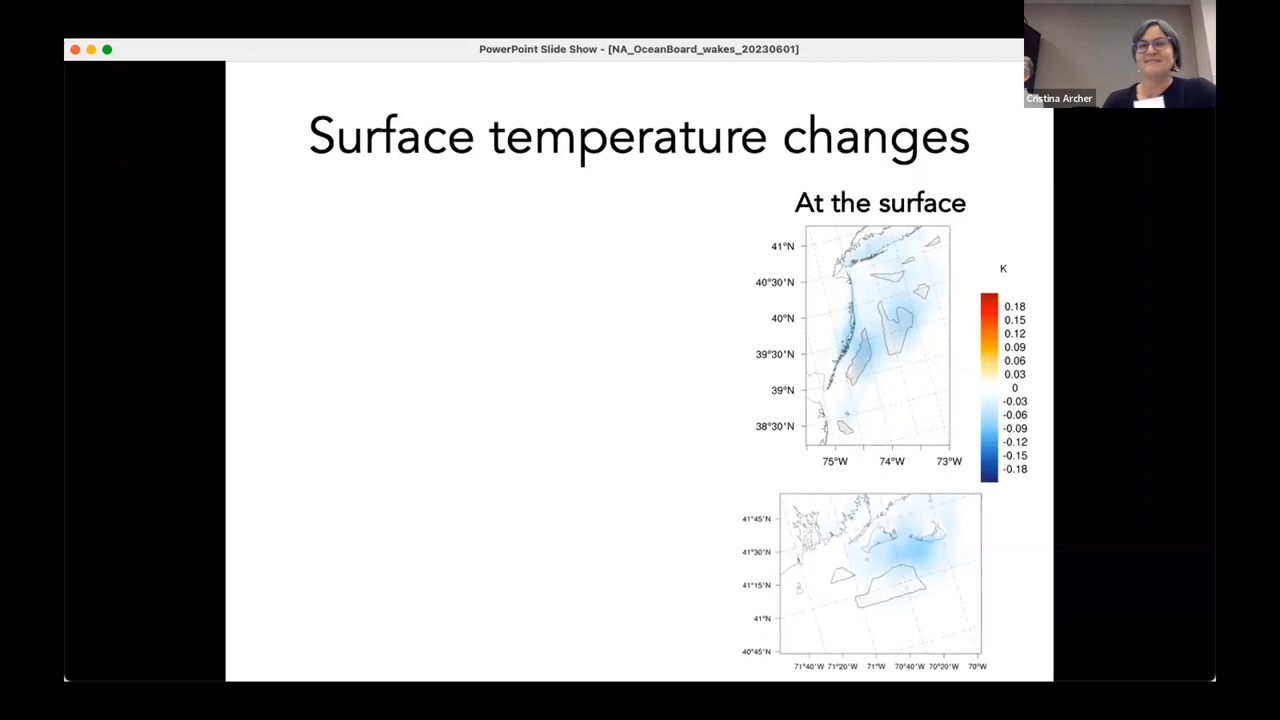 PowerPoint Slide Show - [NA_OceanBoard_wakes_20230601]
Cristina Archer
Surface temperature changes
At the surface
41°N
40°30'N
40°N
39°30'N
39°N
38°30'N
75°W 74°W 73°W
K
0.18
0.15
0.12
0.09
0.06
0.03
0
-0.03
-0.06
-0.09
-0.12
-0.15
-0.18
41°45'N
41°30'N
41°15'N
41°N
40°45'N
71°40'W 71°20'W 71°W 70°40'W 70°20'W 70°W